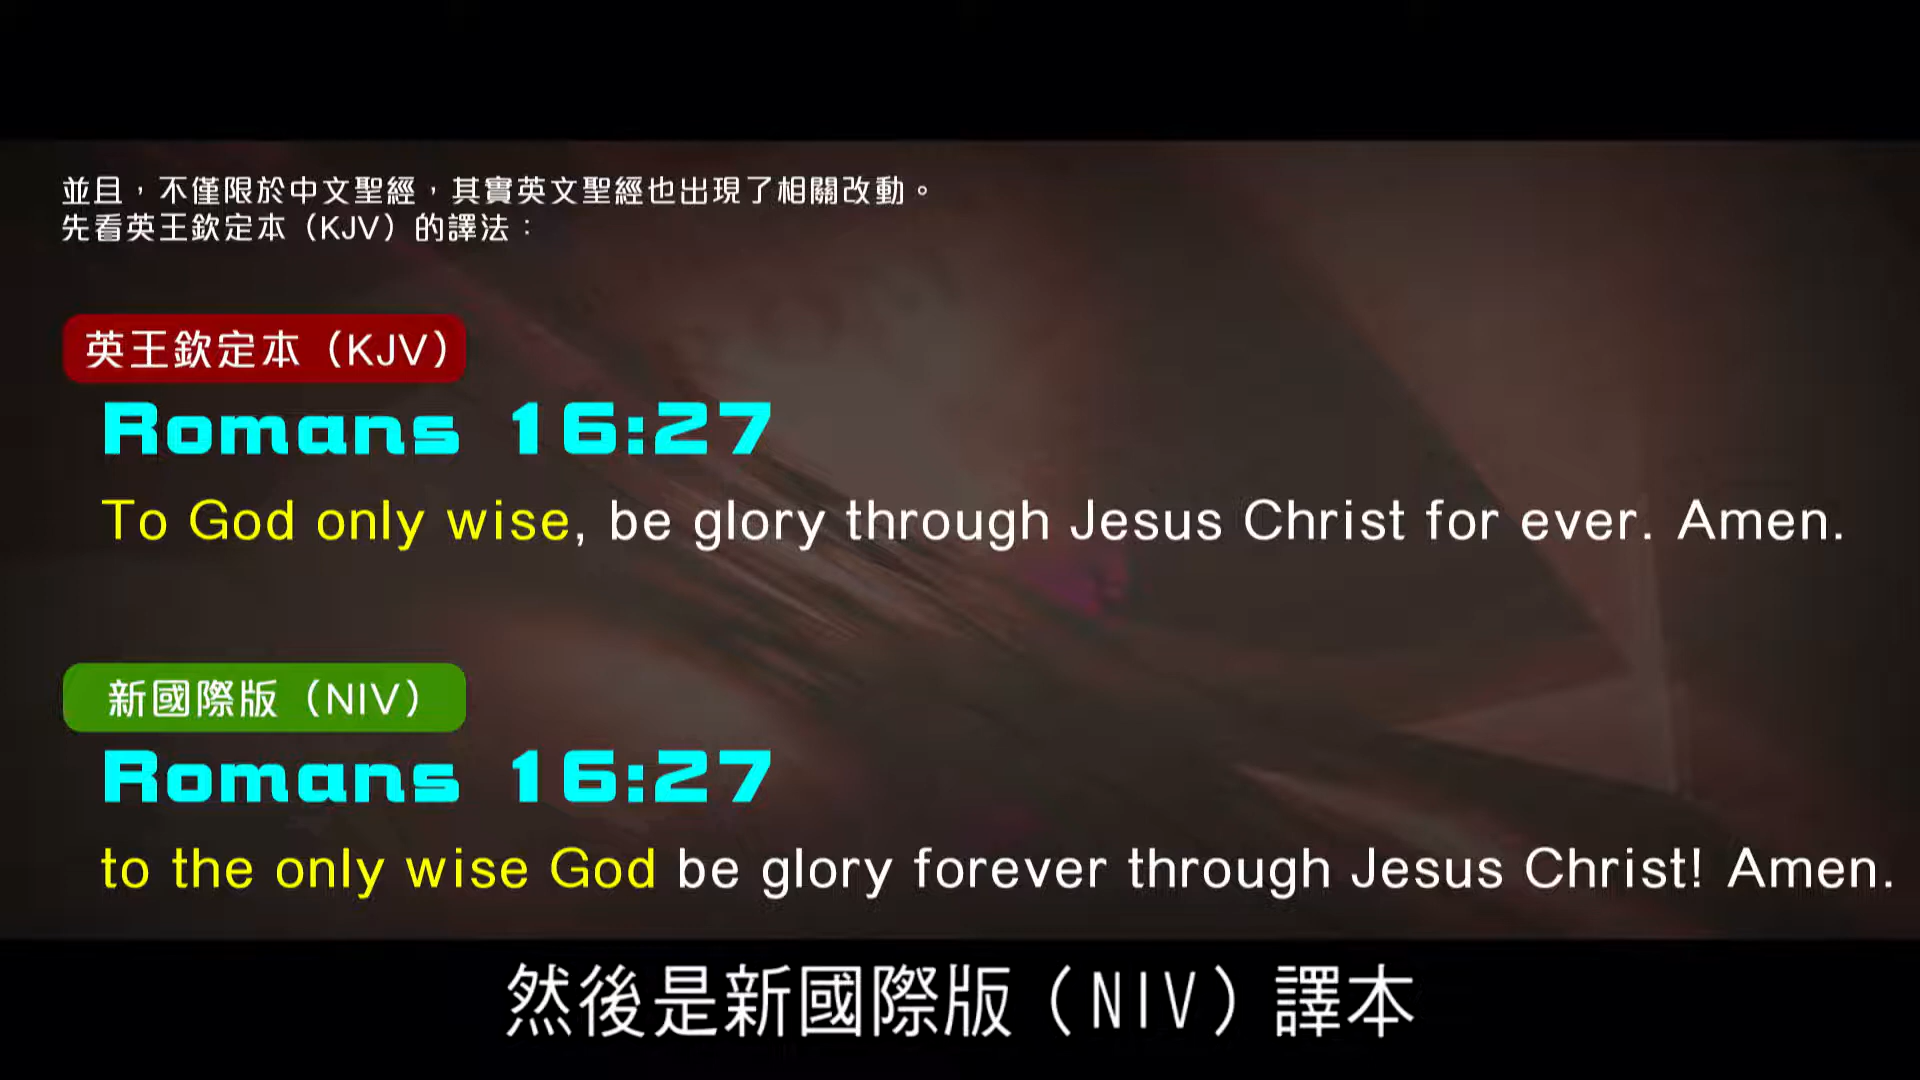 並且，不僅限於中文聖經，其實英文聖經也出現了相關改動。
先看英王欽定本（KJV）的譯法：
英王欽定本（KJV）
Romans 16:27
To God only wise, be glory through Jesus Christ for ever. Amen.
新國際版（NIV）
Romans 16:27
to the only wise God be glory forever through Jesus Christ! Amen.
然後是新國際版（NIV）譯本